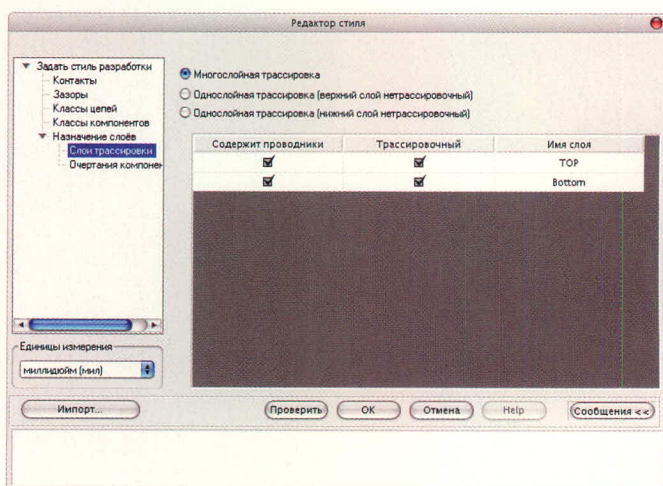 Редактор стиля
Задать стиль разработки
Контакты
Зазоры
Классы цепей
Классы компонентов
Назначение слоёв
Слои трассировки
Очертания компонен
Единицы измерения
миллидюйм (мил)
Многослойная трассировка
Однослойная трассировка (верхний слой нетрассировочный)
Однослойная трассировка (нижний слой нетрассировочный)
Содержит проводники Трассировочный Имя слоя
TOP
Bottom
Импорт... Проверить OK Отмена Help Сообщения <<